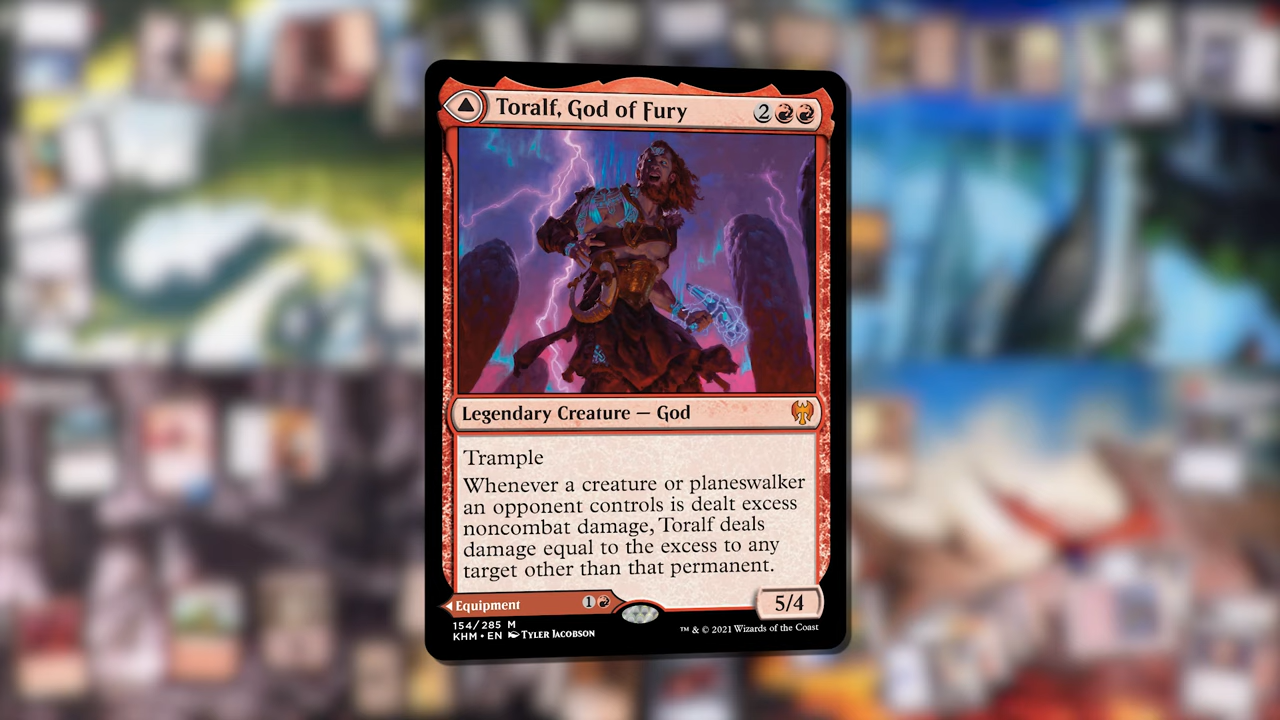 Toralf, God of Fury 2
Legendary Creature — God
Trample
Whenever a creature or planeswalker
an opponent controls is dealt excess
noncombat damage, Toralf deals
damage equal to the excess to any
target other than that permanent.
Equipment 1
5/4
154/285 M
KHM • EN Tyler Jacobson
™ & © 2021 Wizards of the Coast